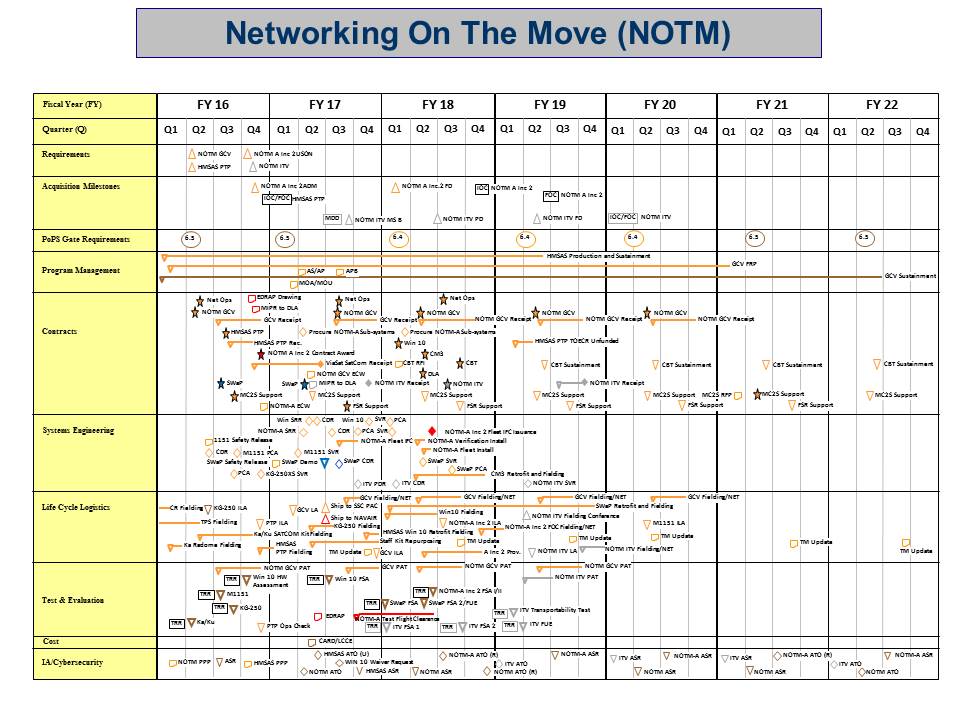 Networking On The Move (NOTM)
Fiscal Year (FY) FY 16 FY 17 FY 18 FY 19 FY 20 FY 21 FY 22
Quarter (Q) Q1 Q2 Q3 Q4 Q1 Q2 Q3 Q4 Q1 Q2 Q3 Q4 Q1 Q2 Q3 Q4 Q1 Q2 Q3 Q4 Q1 Q2 Q3 Q4 Q1 Q2 Q3 Q4
Requirements
NOTM GCV NOTM-A Inc 2USON
HMSAS PTP NOTM ITV
Acquisition Milestones
NOTM-A Inc 2ADM NOTM-A Inc.2 FD IOC NOTM-A Inc 2
IOC/FOC HMSAS PTP FOC NOTM-A Inc 2
MDD NOTM ITV MS B NOTM ITV PD NOTM ITV FD IOC/FOC NOTM ITV
PoPS Gate Requirements 6.3 6.3 6.4 6.4 6.4 6.5 6.5
Program Management
HMSAS Production and Sustainment
GCV FRP
AS/AP APB
GCV Sustainment
MOA/MOU
Contracts
Net Ops EDRAP Drawing Net Ops Net Ops
NOTM GCV MIPR to DLA NOTM GCV NOTM GCV NOTM GCV NOTM GCV
GCV Receipt GCV Receipt NOTM GCV Receipt NOTM GCV Receipt NOTM GCV Receipt
HMSAS PTP Procure NOTM-ASub-systems Procure NOTM-ASub-systems
HMSAS PTP Rec. Win 10 HMSAS PTP TOECR Unfunded
NOTM-A Inc 2 Contract Award CM3
ViaSat SatCom Receipt CBT RFI CBT CBT Sustainment CBT Sustainment CBT Sustainment CBT Sustainment
NOTM GCV ECW DLA
SWeP SWeP MIPR to DLA NOTM ITV Receipt NOTM ITV NOTM ITV Receipt
MC2S Support MC2S Support MC2S Support MC2S Support MC2S Support MC2S RFP MC2S Support MC2S Support
NOTM-A ECW FSR Support FSR Support FSR Support FSR Support FSR Support
Systems Engineering
Win SRR CDR Win 10 SVR PCA
NOTM-A SRR CDR PCA SVR NOTM-A Inc 2 Fleet IFC Issuance
1151 Safety Release NOTM-A Fleet IFC NOTM-A Verification Install
CDR M1151 PCA M1151 SVR NOTM-A Fleet Install
SWeP Safety Release SWeP Demo SWeP CDR SWeP SVR
SWeP PCA
PCA KG-250XS SVR CM3 Retrofit and Fielding
ITV PDR ITV CDR NOTM ITV SVR
Life Cycle Logistics
GCV Fielding/NET GCV Fielding/NET GCV Fielding/NET GCV Fielding/NET
CR Fielding KG-250 ILA GCV LA Ship to SSC PAC SWeP Retrofit and Fielding
Win10 Fielding NOTM ITV Fielding Conference
Ship to NAVAIR
TPS Fielding PTP ILA KG-250 Fielding NOTM-A Inc 2 ILA NOTM-A Inc 2 FOC Fielding/NET M1151 ILA
Ka/Ku SATCOM Kit Fielding HMSAS Win 10 Retrofit Fielding
TM Update TM Update
Ka Radome Fielding HMSAS PTP Fielding Staff Kit Repurposing TM Update TM Update TM Update
TM Update GCV ILA A Inc 2 Prov. NOTM ITV LA NOTM ITV Fielding/NET
Test & Evaluation
NOTM GCV PAT GCV PAT NOTM GCV PAT NOTM GCV PAT
TRR Win 10 HW Assessment TRR Win 10 FSA NOTM ITV PAT
TRR M1151 TRR NOTM-A Inc 2 FSA I/II
TRR KG-250 TRR SWeP FSA SWeP FSA 2/FUE
EDRAP NOTM-A Test Flight Clearance TRR ITV Transportability Test
TRR Ka/Ku PTP Ops Check TRR ITV FSA 1 TRR ITV FSA 2 TRR ITV FUE
Cost CARD/LCCE
IA/Cybersecurity
HMSAS ATO (U) NOTM-A ATO (R) NOTM-A ASR ITV ASR NOTM-A ASR ITV ASR NOTM-A ATO (R) NOTM-A ASR
NOTM PPP ASR HMSAS PPP Win 10 Waiver Request ITV ATO ITV ATO
NOTM ATO HMSAS ASR NOTM ASR NOTM ATO (R) NOTM ASR NOTM ASR NOTM ATO